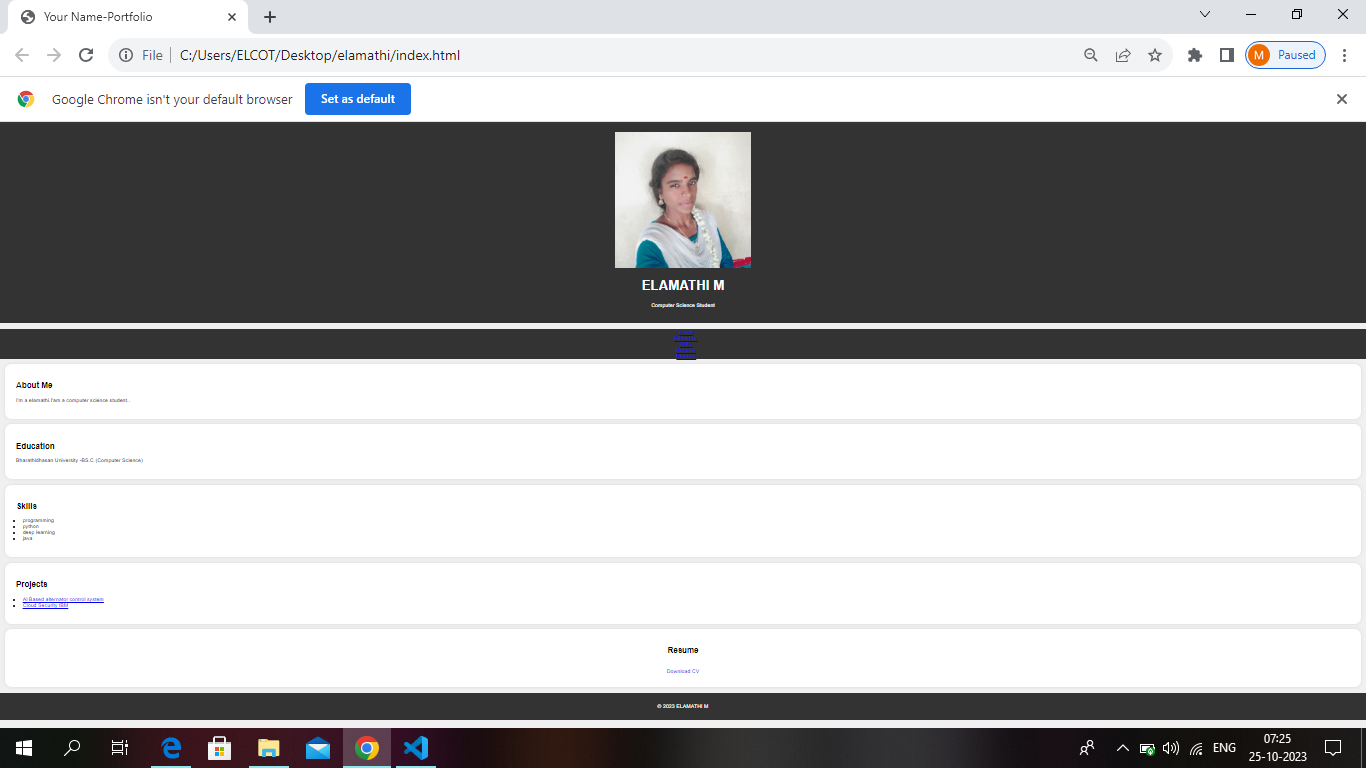 Your Name-Portfolio
File
C:/Users/ELCOT/Desktop/elamathi/index.html
M
Paused
Google Chrome isn't your default browser
Set as default
ELAMATHI M
Computer Science Student
About Me
I'm a elamathi.I'am a computer science student..
Education
Bharathidhasan University -BS.C.(Computer Science)
Skills
programming
python
deep learning
java
Projects
AI Based alternator control system
Cloud Security IBM
Resume
Download CV
© 2023 ELAMATHI M
ENG
07:25
25-10-2023